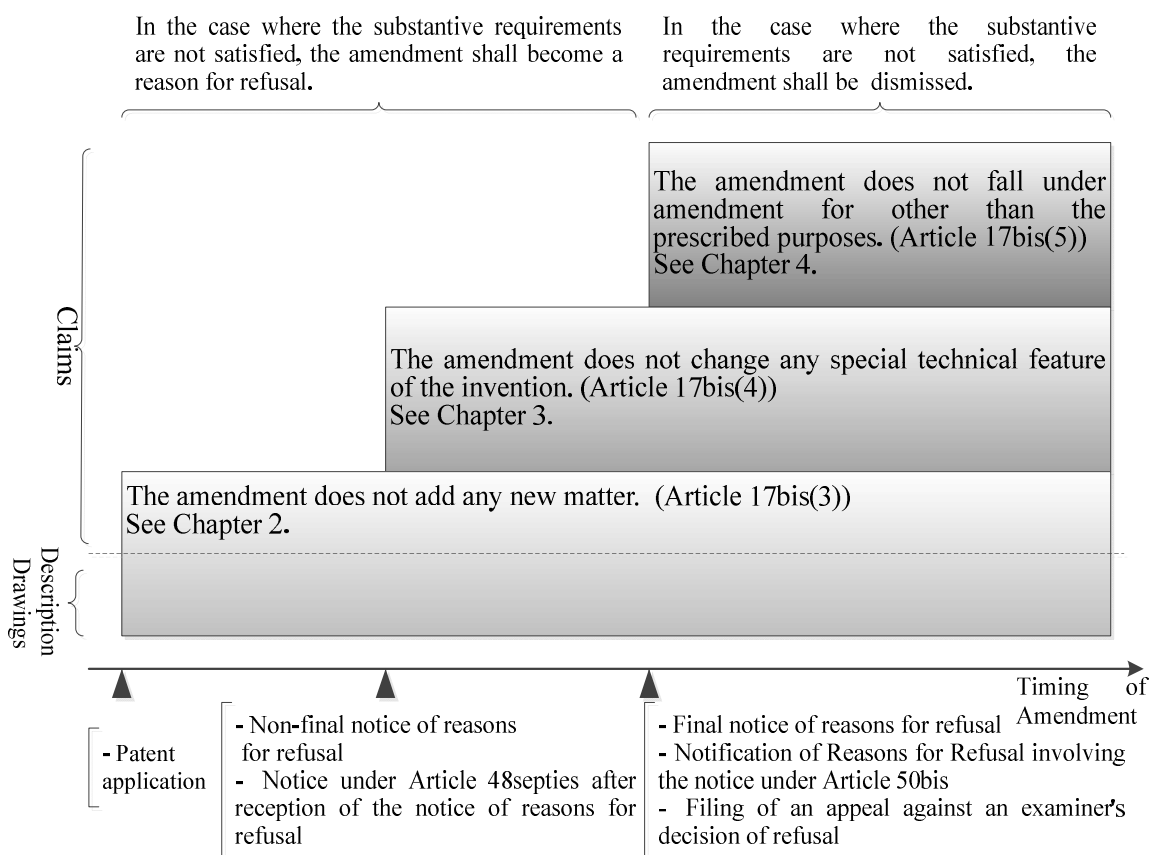 In the case where the substantive requirements
are not satisfied, the amendment shall become a
reason for refusal.
In the case where the substantive
requirements are not satisfied, the
amendment shall be dismissed.
The amendment does not fall under
amendment for other than the
prescribed purposes. (Article 17bis(5))
See Chapter 4.
The amendment does not change any special technical feature
of the invention. (Article 17bis(4))
See Chapter 3.
The amendment does not add any new matter. (Article 17bis(3))
See Chapter 2.
Claims
Description
Drawings
Timing of
Amendment
- Patent
application
- Non-final notice of reasons
for refusal
- Notice under Article 48septies after
reception of the notice of reasons for
refusal
- Final notice of reasons for refusal
- Notification of Reasons for Refusal involving
the notice under Article 50bis
- Filing of an appeal against an examiner's
decision of refusal